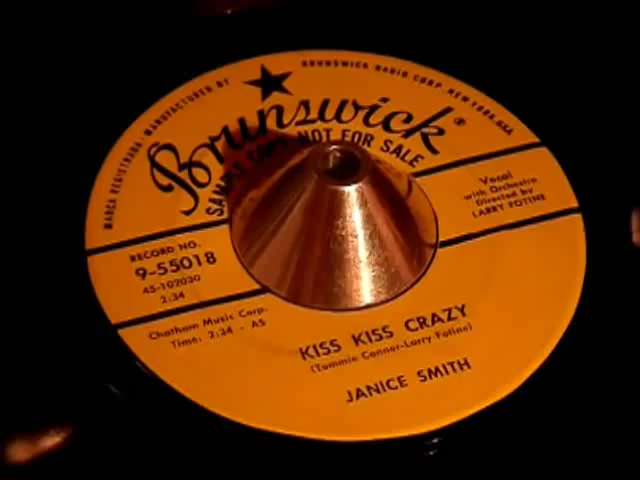 MARCA REGISTRADA · MANUFACTURED BY BRUNSWICK RADIO CORP. NEW YORK, USA
Brunswick®
SAMPLE COPY NOT FOR SALE
Vocal
with Orchestra
Directed by
LARRY FOTINE
RECORD NO.
9-55018
45-102030
2:34
Chatham Music Corp.
Time: 2:34 - AS
KISS KISS CRAZY
(Tommie Connor-Larry Fotine)
JANICE SMITH